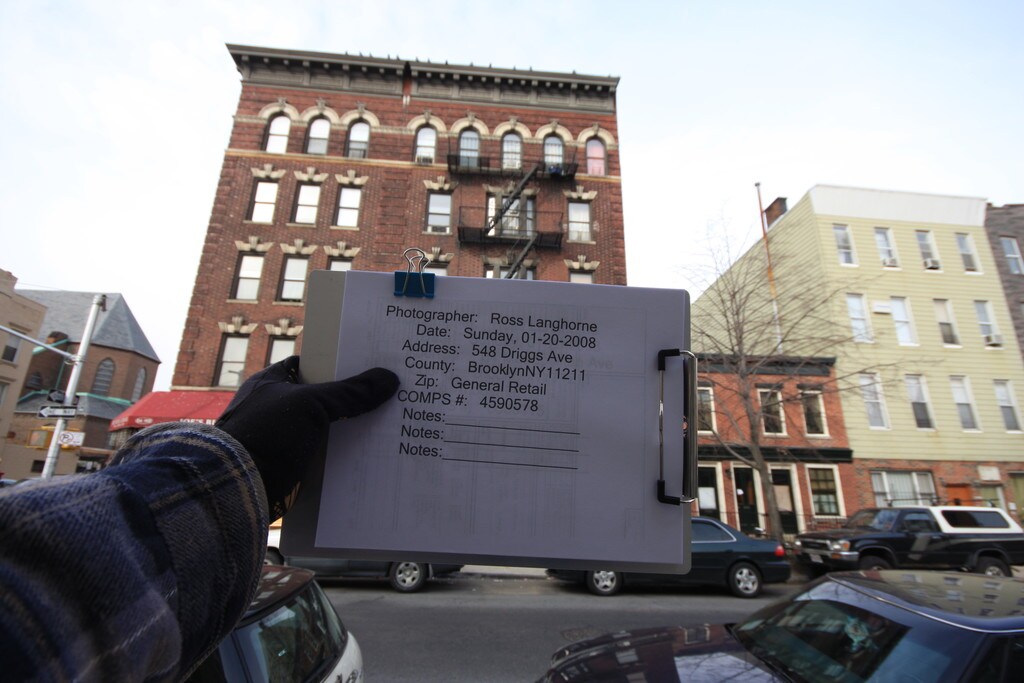 Photographer: Ross Langhorne
Date: Sunday, 01-20-2008
Address: 548 Driggs Ave
County: BrooklynNY11211
Zip: General Retail
COMPS #: 4590578
Notes:
Notes:
Notes: